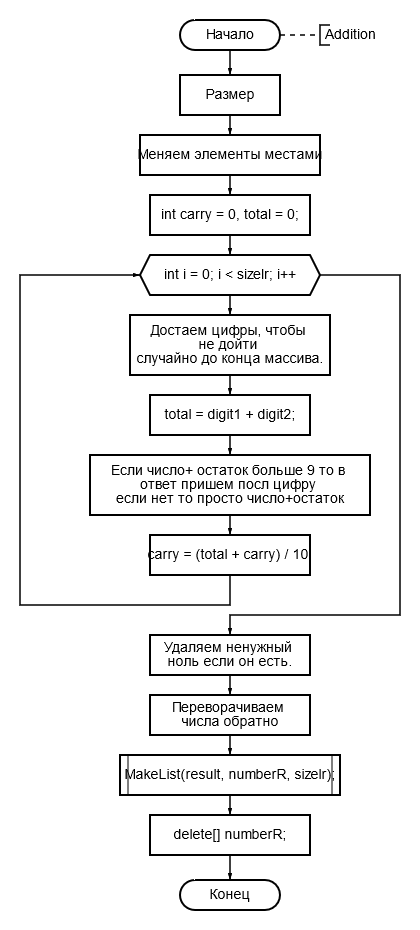 Начало
Addition
Размер
Меняем элементы местами
int carry = 0, total = 0;
int i = 0; i < sizeIr; i++
Достаем цифры, чтобы
не дойти
случайно до конца массива.
total = digit1 + digit2;
Если число+ остаток больше 9 то в
ответ пришем посл цифру
если нет то просто число+остаток
carry = (total + carry) / 10
Удаляем ненужный
ноль если он есть.
Переворачиваем
числа обратно
MakeList(result, numberR, sizeIr);
delete[] numberR;
Конец